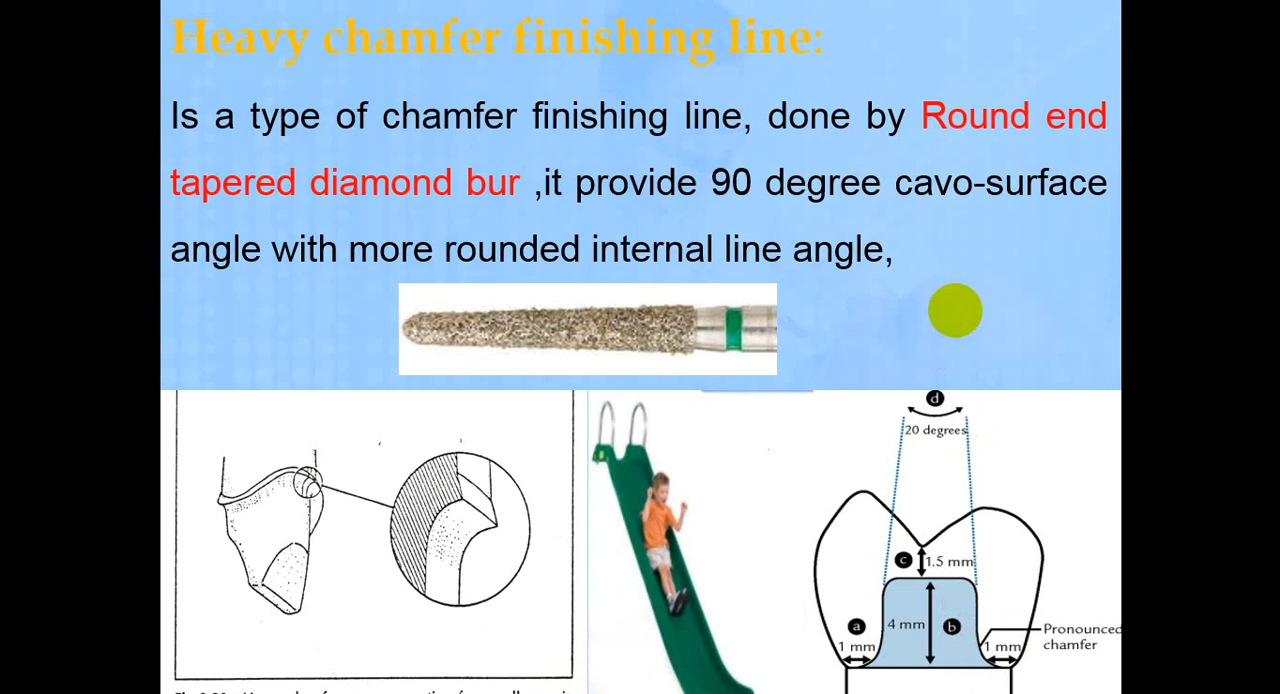 Heavy chamfer finishing line:
Is a type of chamfer finishing line, done by Round end
tapered diamond bur ,it provide 90 degree cavo-surface
angle with more rounded internal line angle,
d
20 degrees
c 1.5 mm
a 4 mm b
1 mm 1 mm
Pronounced
chamfer